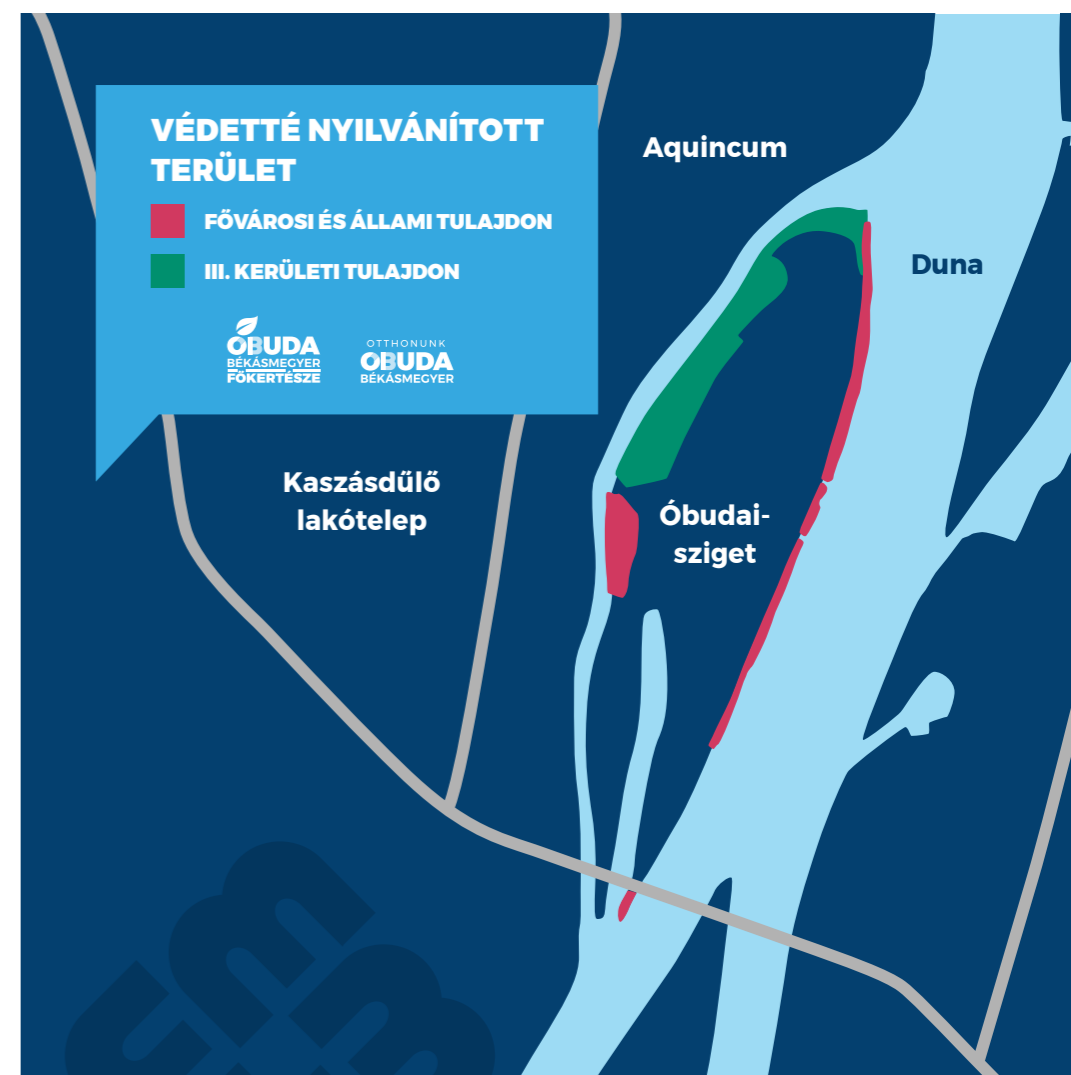 VÉDETTÉ NYILVÁNÍTOTT
TERÜLET
FŐVÁROSI ÉS ÁLLAMI TULAJDON
III. KERÜLETI TULAJDON
ÓBUDA
BÉKÁSMEGYER
FŐKERTÉSZE
OTTHONUNK
ÓBUDA
BÉKÁSMEGYER
Aquincum
Duna
Kaszásdűlő
lakótelep
Óbudai-
sziget